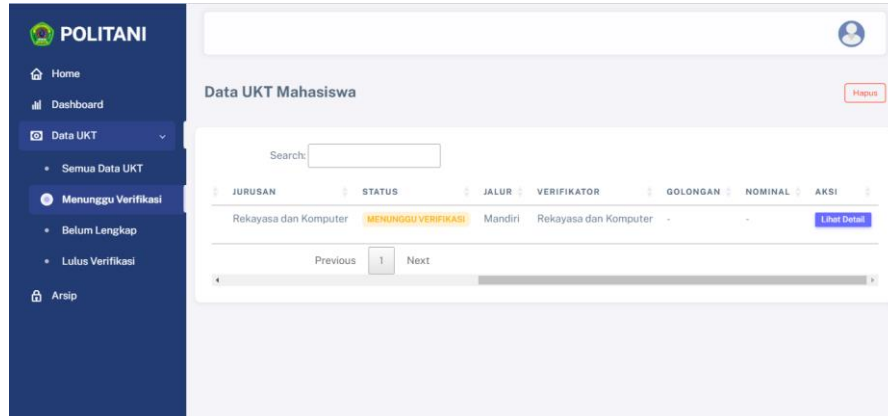 POLITANI
Home
Dashboard
Data UKT
Semua Data UKT
Menunggu Verifikasi
Belum Lengkap
Lulus Verifikasi
Arsip
Data UKT Mahasiswa
Hapus
Search:
JURUSAN STATUS JALUR VERIFIKATOR GOLONGAN NOMINAL AKSI
Rekayasa dan Komputer MENUNGGU VERIFIKASI Mandiri Rekayasa dan Komputer - - Lihat Detail
Previous 1 Next